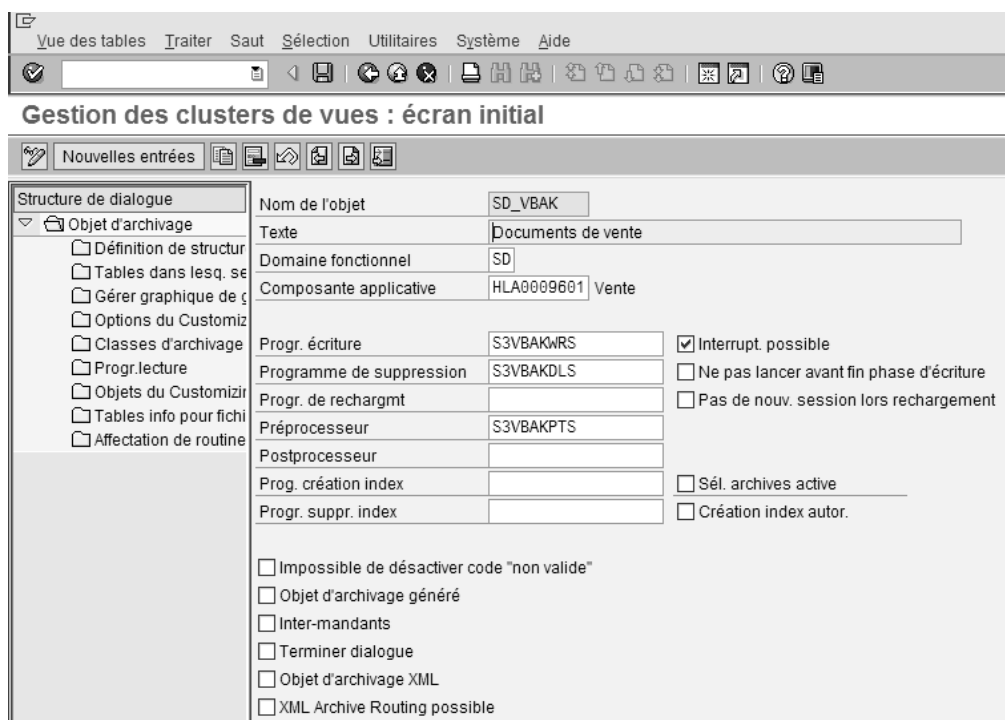 Vue des tables Traiter Saut Sélection Utilitaires Système Aide
Gestion des clusters de vues : écran initial
Nouvelles entrées
Structure de dialogue
Objet d'archivage
Définition de structur
Tables dans lesq. se
Gérer graphique de g
Options du Customiz
Classes d'archivage
Progr.lecture
Objets du Customizin
Tables info pour fichi
Affectation de routine
Nom de l'objet SD_VBAK
Texte Documents de vente
Domaine fonctionnel SD
Composante applicative HLA0009601 Vente
Progr. écriture S3VBAKWRS Interrupt. possible
Programme de suppression S3VBAKDLS Ne pas lancer avant fin phase d'écriture
Progr. de rechargmt Pas de nouv. session lors rechargement
Préprocesseur S3VBAKPTS
Postprocesseur
Prog. création index Sél. archives active
Progr. suppr. index Création index autor.
Impossible de désactiver code "non valide"
Objet d'archivage généré
Inter-mandants
Terminer dialogue
Objet d'archivage XML
XML Archive Routing possible